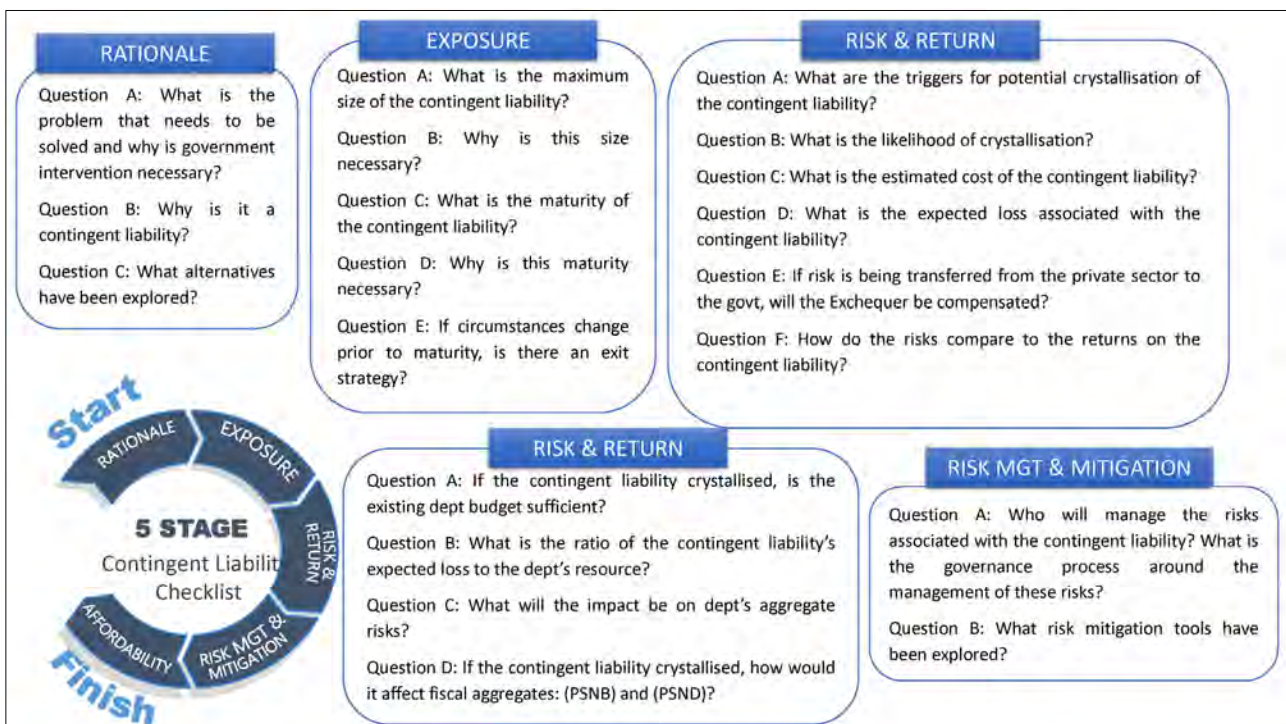 RATIONALE
Question A: What is the
problem that needs to be
solved and why is government
intervention necessary?
Question B: Why is it a
contingent liability?
Question C: What alternatives
have been explored?
EXPOSURE
Question A: What is the maximum
size of the contingent liability?
Question B: Why is this size
necessary?
Question C: What is the maturity of
the contingent liability?
Question D: Why is this maturity
necessary?
Question E: If circumstances change
prior to maturity, is there an exit
strategy?
RISK & RETURN
Question A: What are the triggers for potential crystallisation of
the contingent liability?
Question B: What is the likelihood of crystallisation?
Question C: What is the estimated cost of the contingent liability?
Question D: What is the expected loss associated with the
contingent liability?
Question E: If risk is being transferred from the private sector to
the govt, will the Exchequer be compensated?
Question F: How do the risks compare to the returns on the
contingent liability?
Start
RATIONALE
EXPOSURE
RISK &
RETURN
RISK MGT &
MITIGATION
AFFORDABILITY
Finish
5 STAGE
Contingent Liabilit
Checklist
RISK & RETURN
Question A: If the contingent liability crystallised, is the
existing dept budget sufficient?
Question B: What is the ratio of the contingent liability's
expected loss to the dept's resource?
Question C: What will the impact be on dept's aggregate
risks?
Question D: If the contingent liability crystallised, how would
it affect fiscal aggregates: (PSNB) and (PSND)?
RISK MGT & MITIGATION
Question A: Who will manage the risks
associated with the contingent liability? What is
the governance process around the
management of these risks?
Question B: What risk mitigation tools have
been explored?